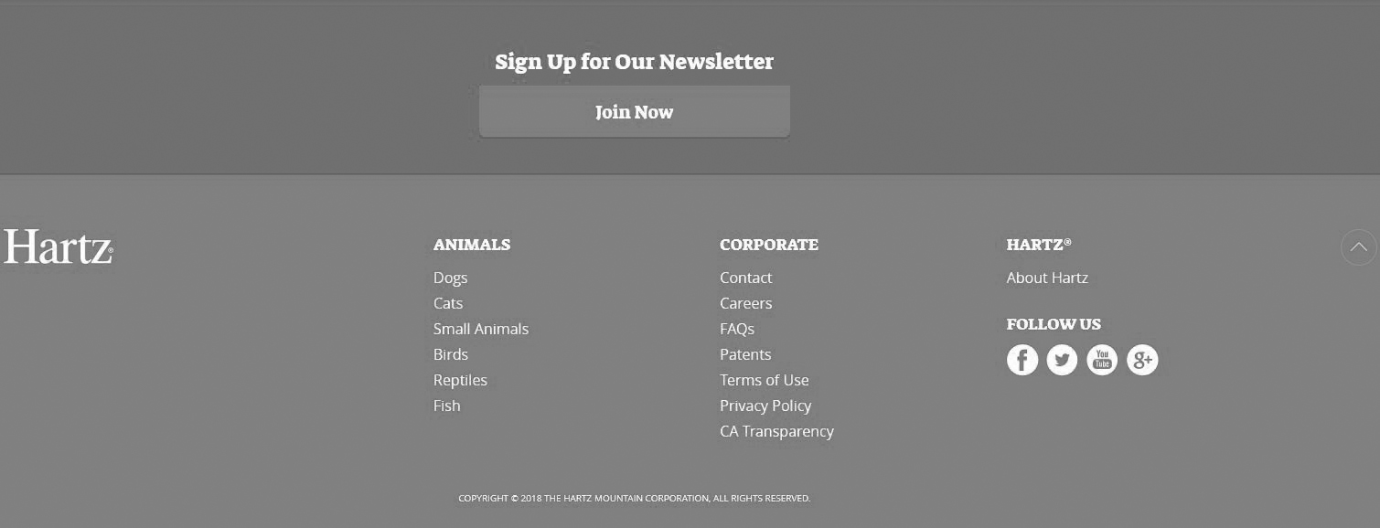 Sign Up for Our Newsletter
Join Now
Hartz®
ANIMALS
Dogs
Cats
Small Animals
Birds
Reptiles
Fish
CORPORATE
Contact
Careers
FAQs
Patents
Terms of Use
Privacy Policy
CA Transparency
HARTZ®
About Hartz
FOLLOW US
f
You Tube
g+
COPYRIGHT © 2018 THE HARTZ MOUNTAIN CORPORATION, ALL RIGHTS RESERVED.